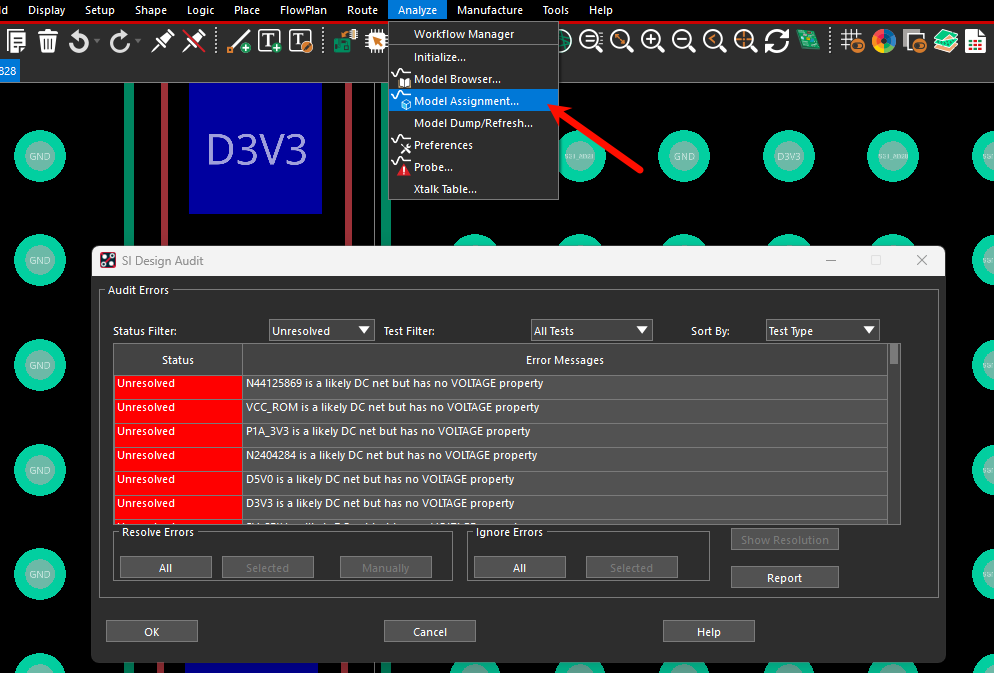 ld Display Setup Shape Logic Place FlowPlan Route Analyze Manufacture Tools Help
828
Workflow Manager
Initialize...
Model Browser...
Model Assignment...
Model Dump/Refresh...
Preferences
Probe...
Xtalk Table...
D3V3
GND
GND
D3V3
GND
GND
GND
GND
SI Design Audit
Audit Errors
Status Filter: Unresolved Test Filter: All Tests Sort By: Test Type
Status Error Messages
Unresolved N44125869 is a likely DC net but has no VOLTAGE property
Unresolved VCC_ROM is a likely DC net but has no VOLTAGE property
Unresolved P1A_3V3 is a likely DC net but has no VOLTAGE property
Unresolved N2404284 is a likely DC net but has no VOLTAGE property
Unresolved D5V0 is a likely DC net but has no VOLTAGE property
Unresolved D3V3 is a likely DC net but has no VOLTAGE property
Resolve Errors Ignore Errors Show Resolution
All Selected Manually All Selected Report
OK Cancel Help